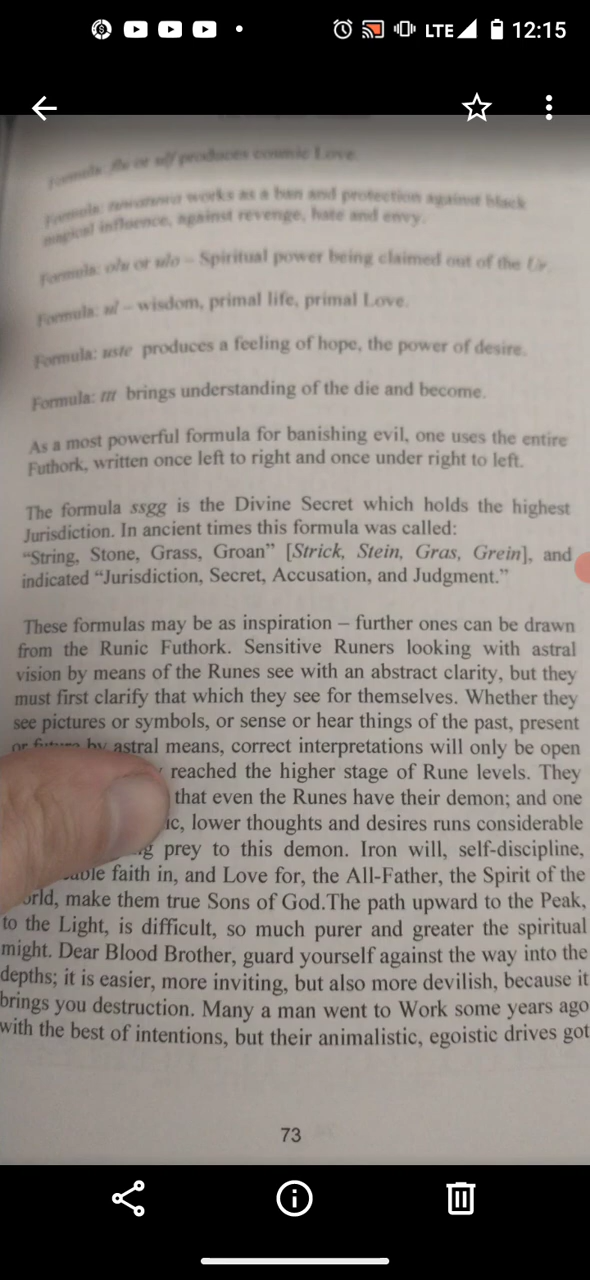 LTE 12:15
Formula: flu or ulf produces cosmic Love.
Formula: works as a ban and protection against black
magical influence, against revenge, hate and envy.
Formula: olu or ulo – Spiritual power being claimed out of the Ur
Formula: ul – wisdom, primal life, primal Love.
Formula: uste produces a feeling of hope, the power of desire.
Formula: brings understanding of the die and become.
As a most powerful formula for banishing evil, one uses the entire
Futhork, written once left to right and once under right to left.
The formula ssgg is the Divine Secret which holds the highest
Jurisdiction. In ancient times this formula was called:
“String, Stone, Grass, Groan” [Strick, Stein, Gras, Grein], and
indicated “Jurisdiction, Secret, Accusation, and Judgment.”
These formulas may be as inspiration – further ones can be drawn
from the Runic Futhork. Sensitive Runers looking with astral
vision by means of the Runes see with an abstract clarity, but they
must first clarify that which they see for themselves. Whether they
see pictures or symbols, or sense or hear things of the past, present
or future by astral means, correct interpretations will only be open
reached the higher stage of Rune levels. They
that even the Runes have their demon; and one
lower thoughts and desires runs considerable
prey to this demon. Iron will, self-discipline,
faith in, and Love for, the All-Father, the Spirit of the
make them true Sons of God.The path upward to the Peak,
to the Light, is difficult, so much purer and greater the spiritual
might. Dear Blood Brother, guard yourself against the way into the
depths; it is easier, more inviting, but also more devilish, because it
brings you destruction. Many a man went to Work some years ago
with the best of intentions, but their animalistic, egoistic drives got
73